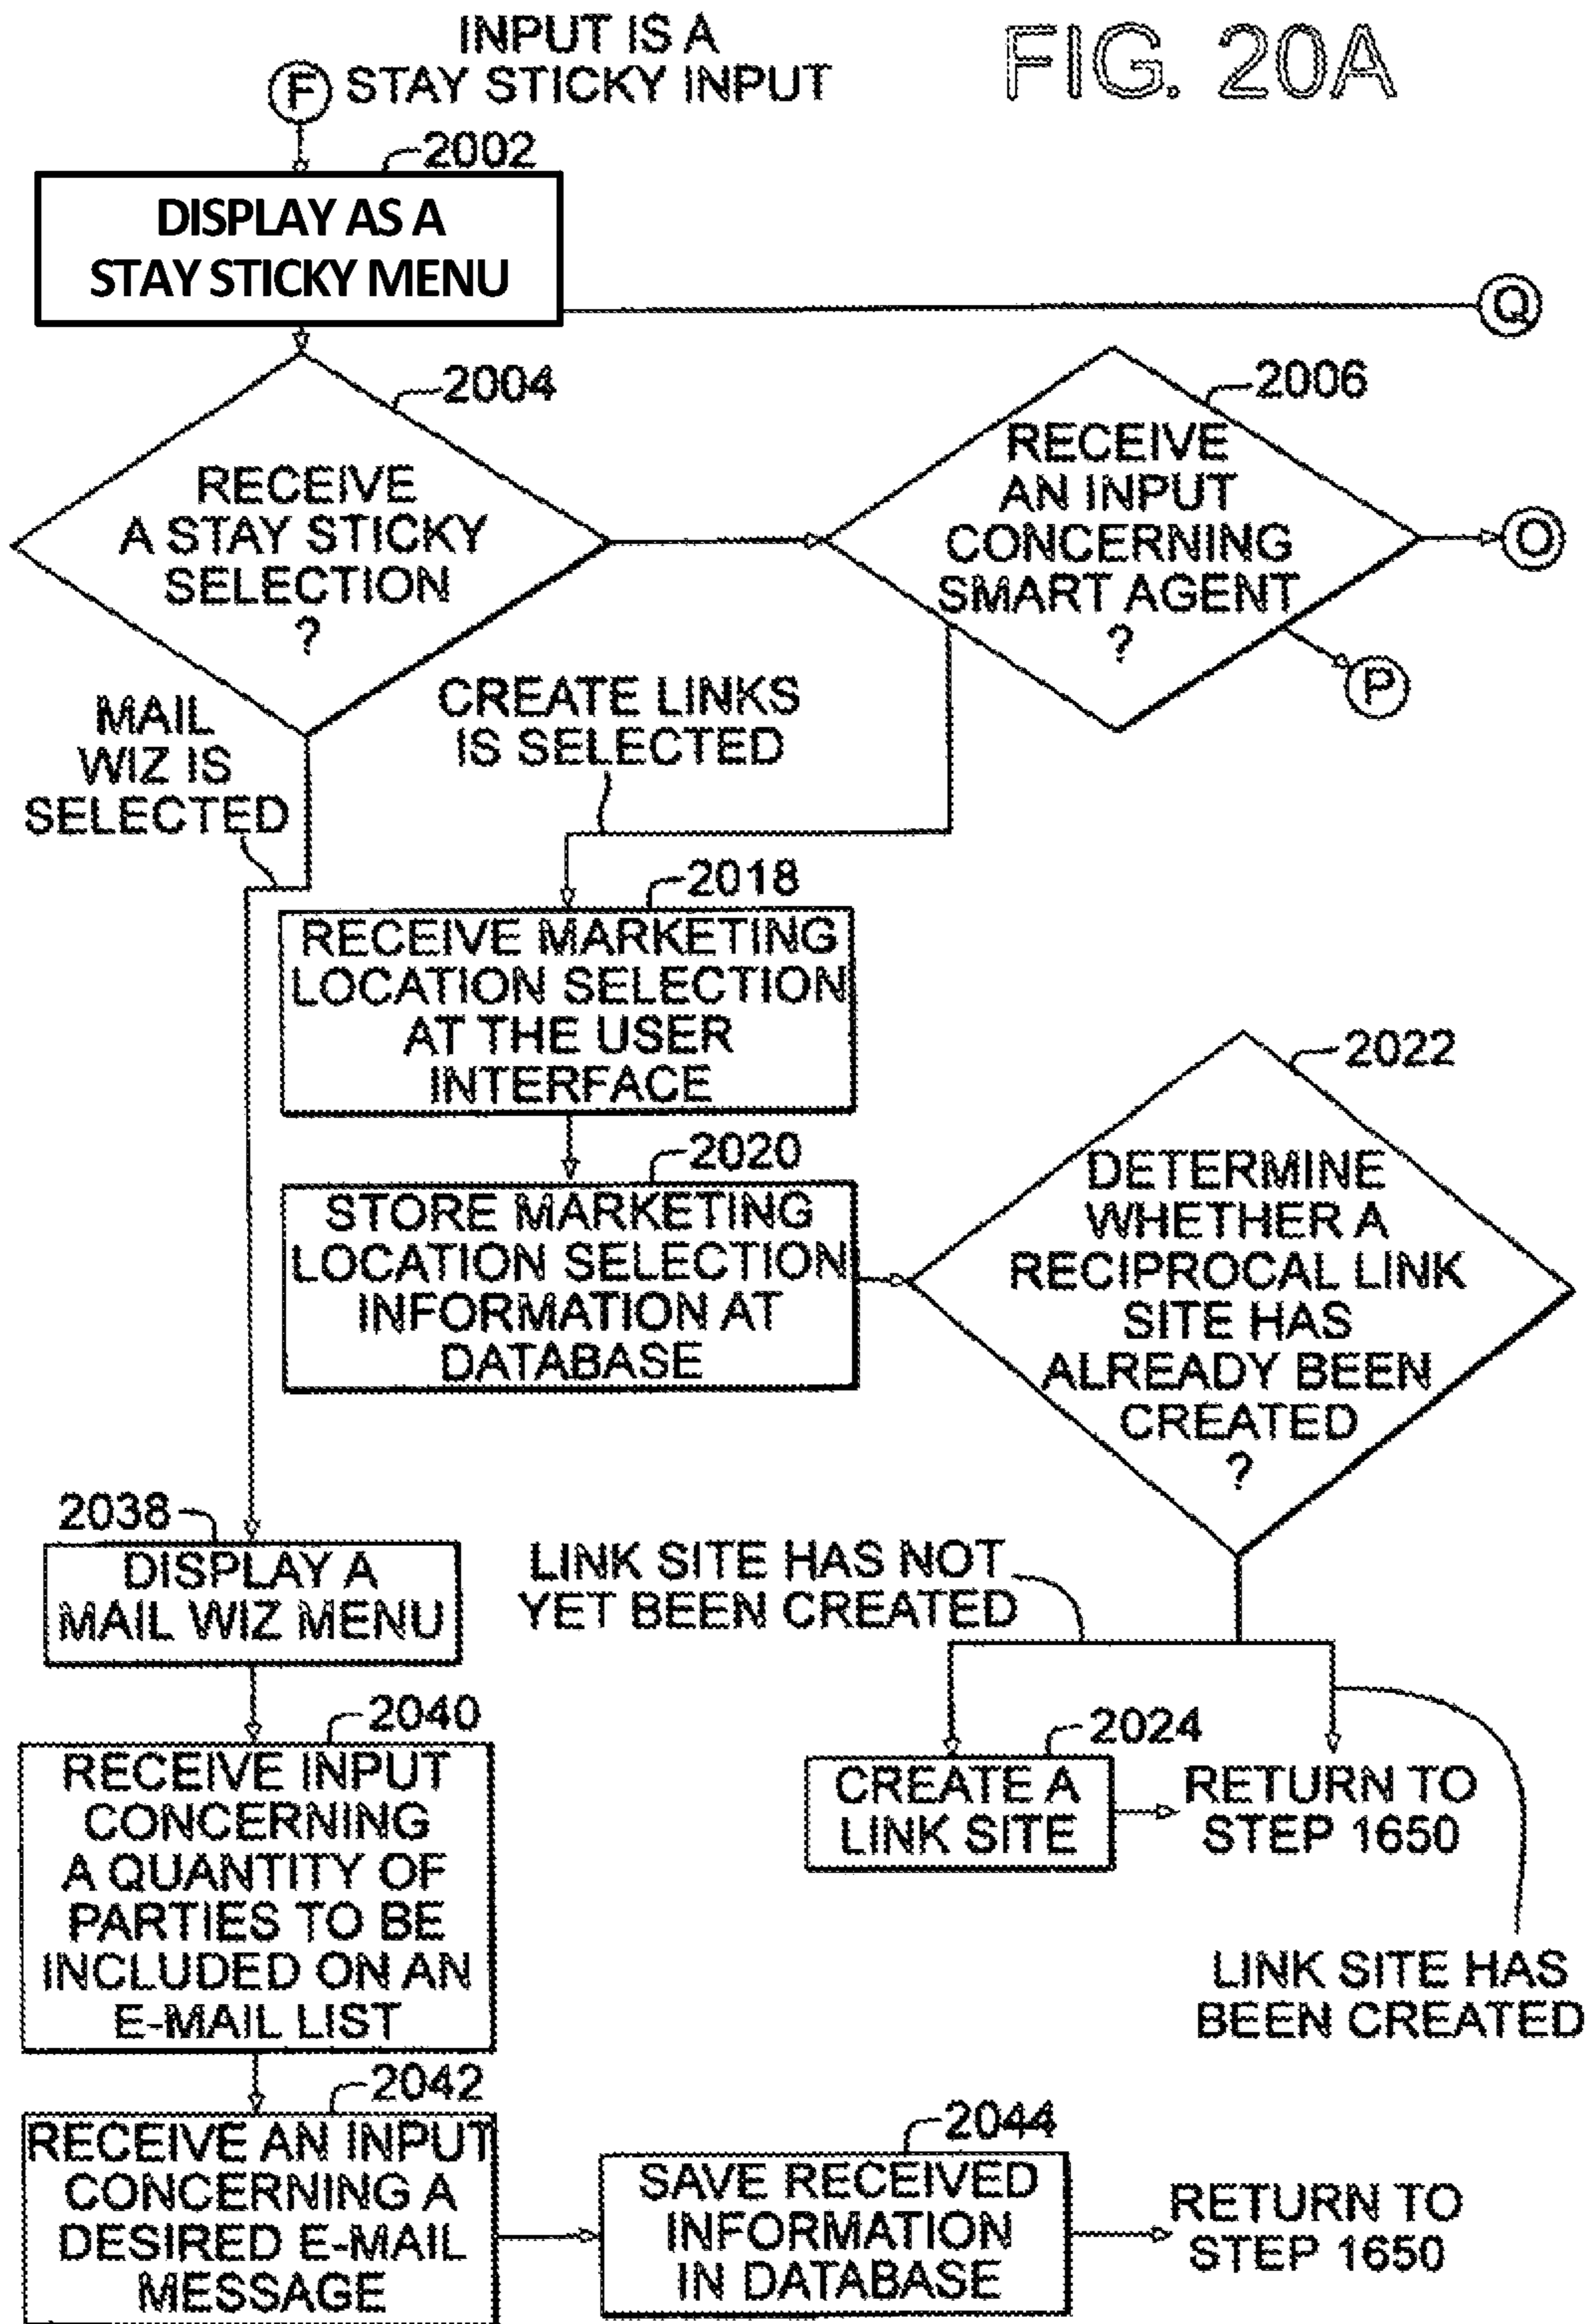 FIG. 20A
INPUT IS A
STAY STICKY INPUT
F
2002
DISPLAY AS A
STAY STICKY MENU
Q
2004
RECEIVE
A STAY STICKY
SELECTION
?
2006
RECEIVE
AN INPUT
CONCERNING
SMART AGENT
?
O
P
MAIL
WIZ IS
SELECTED
CREATE LINKS
IS SELECTED
2018
RECEIVE MARKETING
LOCATION SELECTION
AT THE USER
INTERFACE
2020
STORE MARKETING
LOCATION SELECTION
INFORMATION AT
DATABASE
2022
DETERMINE
WHETHER A
RECIPROCAL LINK
SITE HAS
ALREADY BEEN
CREATED
?
LINK SITE HAS NOT
YET BEEN CREATED
2024
CREATE A
LINK SITE
RETURN TO
STEP 1650
LINK SITE HAS
BEEN CREATED
2038
DISPLAY A
MAIL WIZ MENU
2040
RECEIVE INPUT
CONCERNING
A QUANTITY OF
PARTIES TO BE
INCLUDED ON AN
E-MAIL LIST
2042
RECEIVE AN INPUT
CONCERNING A
DESIRED E-MAIL
MESSAGE
2044
SAVE RECEIVED
INFORMATION
IN DATABASE
RETURN TO
STEP 1650